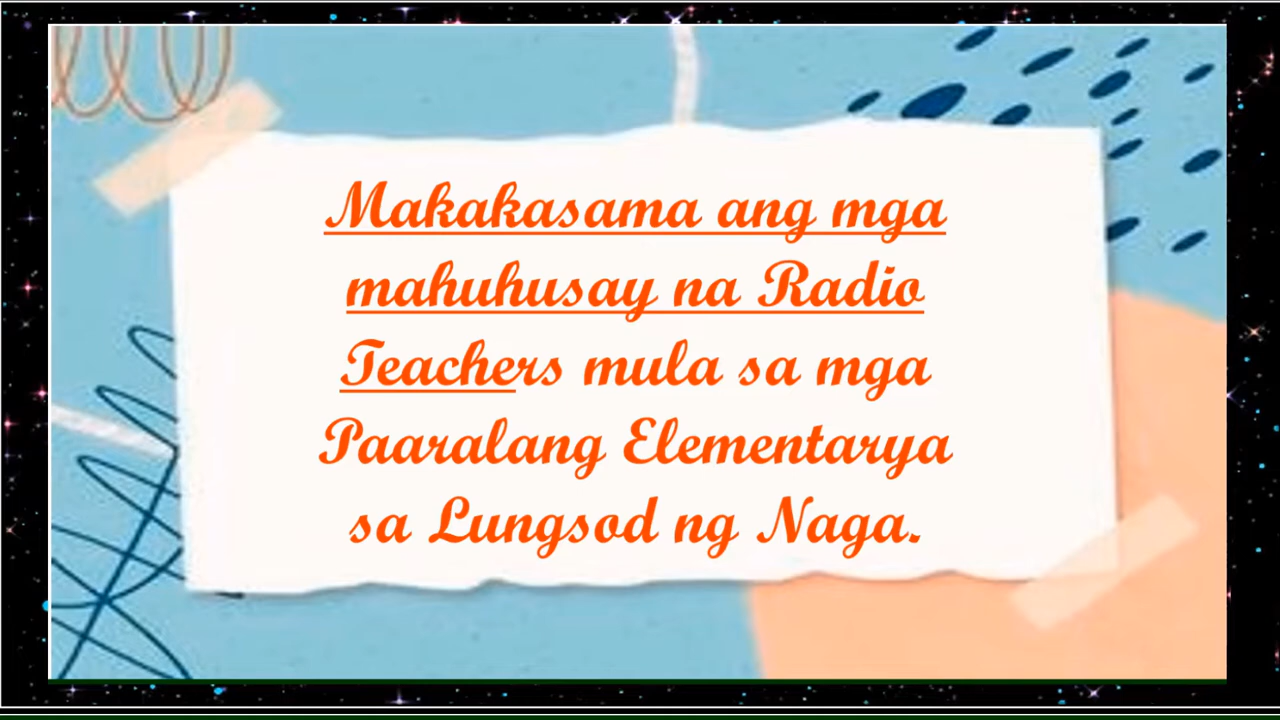 Makakasama ang mga
mahuhusay na Radio
Teachers mula sa mga
Paaralang Elementarya
sa Lungsod ng Naga.